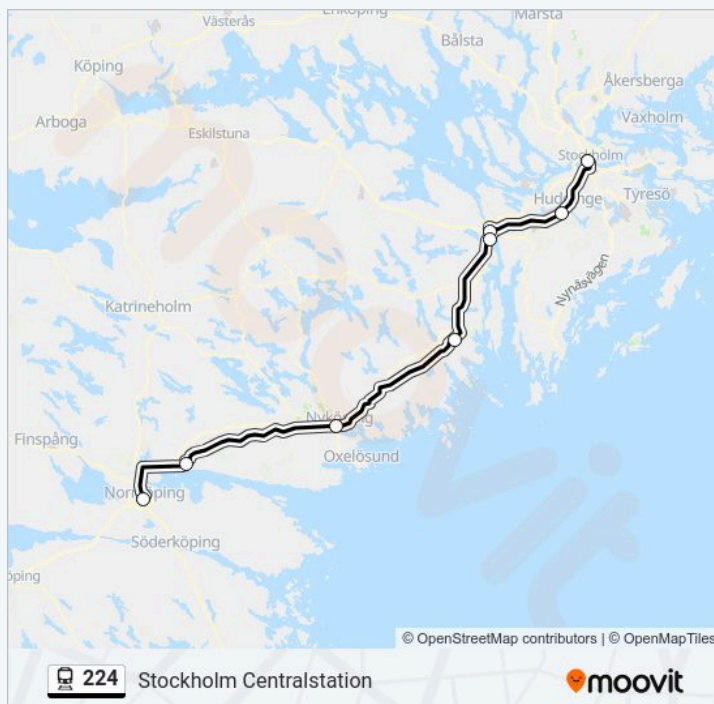 Västerås
Enköping
Märsta
Bålsta
Köping
Åkersberga
Arboga
Eskilstuna
Vaxholm
Stockholm
Huddinge
Tyresö
Nynäsvägen
Katrineholm
Nyköping
Finspång
Oxelösund
Norrköping
Söderköping
öping
moovit
© OpenStreetMap contributors | © OpenMapTiles
224 Stockholm Centralstation
moovit